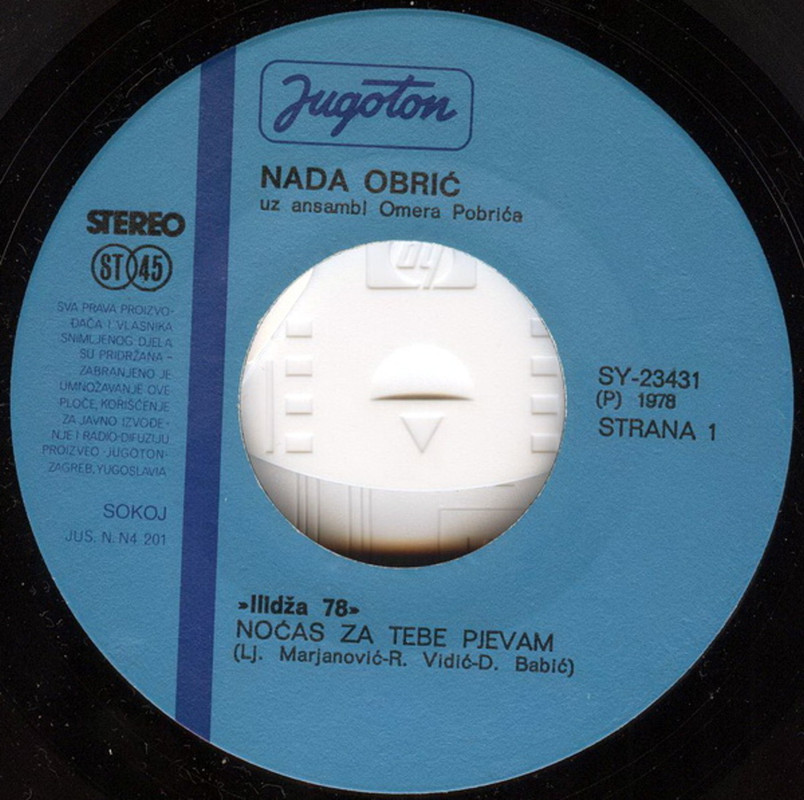 Jugoton
NADA OBRIĆ
uz ansambl Omera Pobrića
STEREO
ST 45
SVA PRAVA PROIZVO-
ĐAČA I VLASNIKA
SNIMLJENOG DJELA
SU PRIDRŽANA –
ZABRANJENO JE
UMNOŽAVANJE OVE
PLOČE, KORIŠĆENJE
ZA JAVNO IZVOĐE-
NJE I RADIO-DIFUZIJU
PROIZVEO ·JUGOTON·
ZAGREB, YUGOSLAVIA
SOKOJ
JUS. N. N4 201
hp
SY-23431
(P) 1978
STRANA 1
»Ilidža 78»
NOĆAS ZA TEBE PJEVAM
(Lj. Marjanović-R. Vidić-D. Babić)